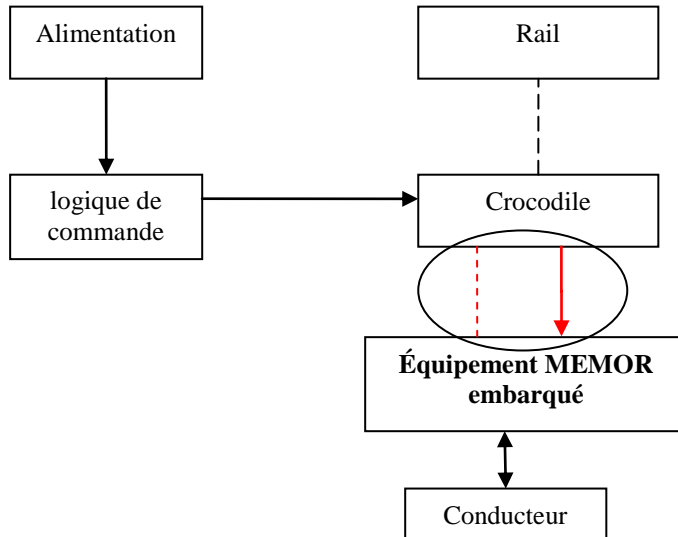 Alimentation
Rail
logique de
commande
Crocodile
Équipement MEMOR
embarqué
Conducteur